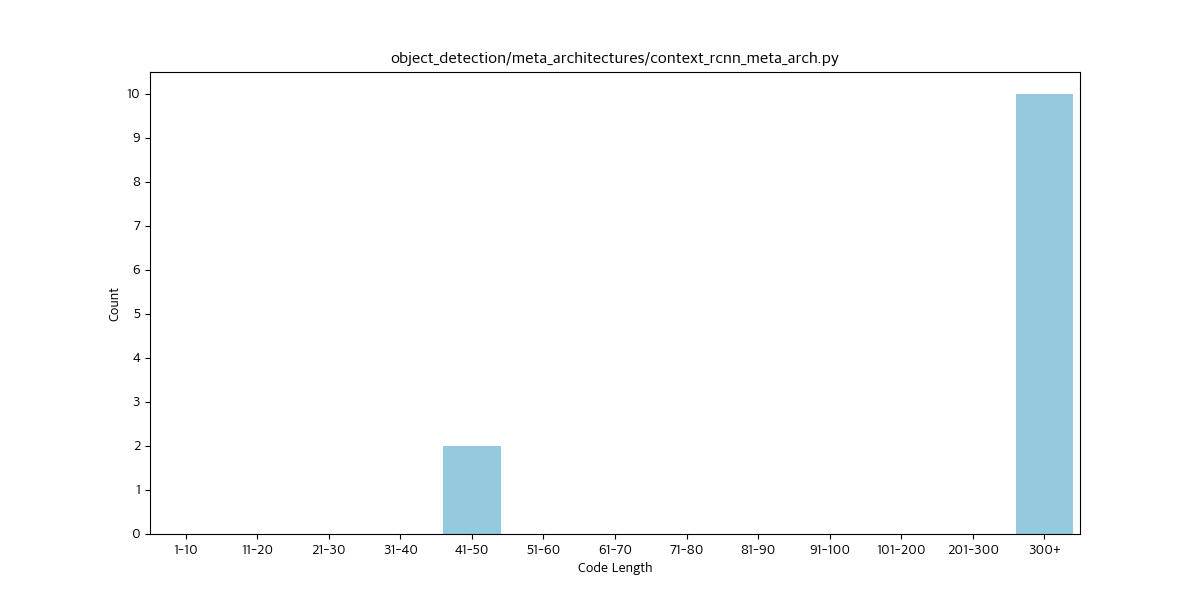 object_detection/meta_architectures/context_rcnn_meta_arch.py
10
9
8
7
6
5
4
3
2
1
0
Count
1-10 11-20 21-30 31-40 41-50 51-60 61-70 71-80 81-90 91-100 101-200 201-300 300+
Code Length